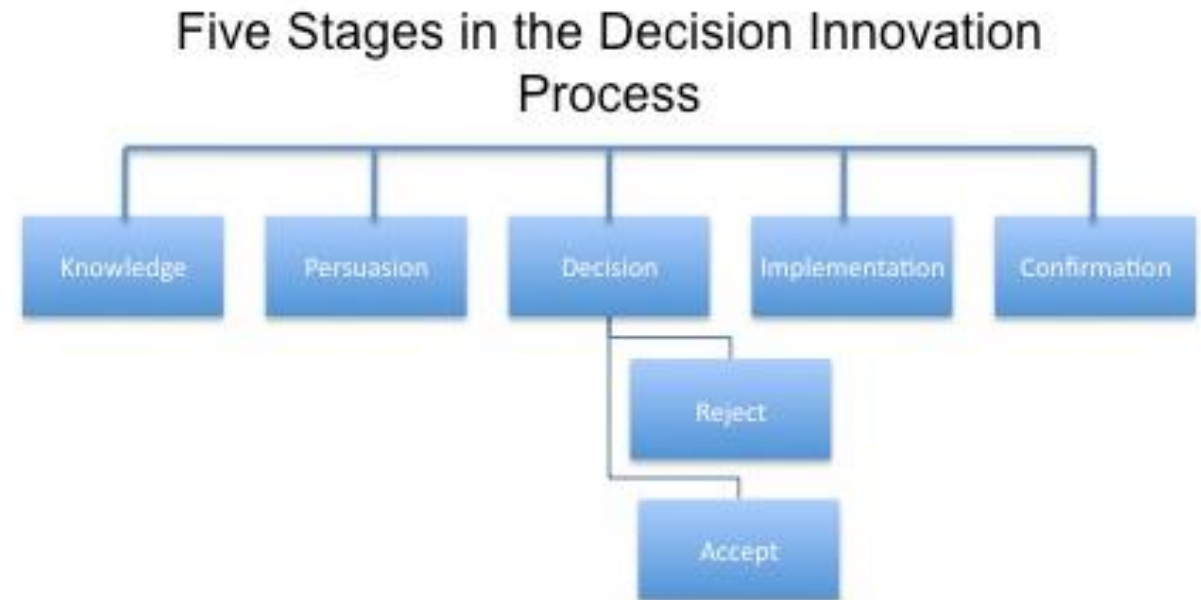 Five Stages in the Decision Innovation
Process
Knowledge
Persuasion
Decision
Implementation
Confirmation
Reject
Accept